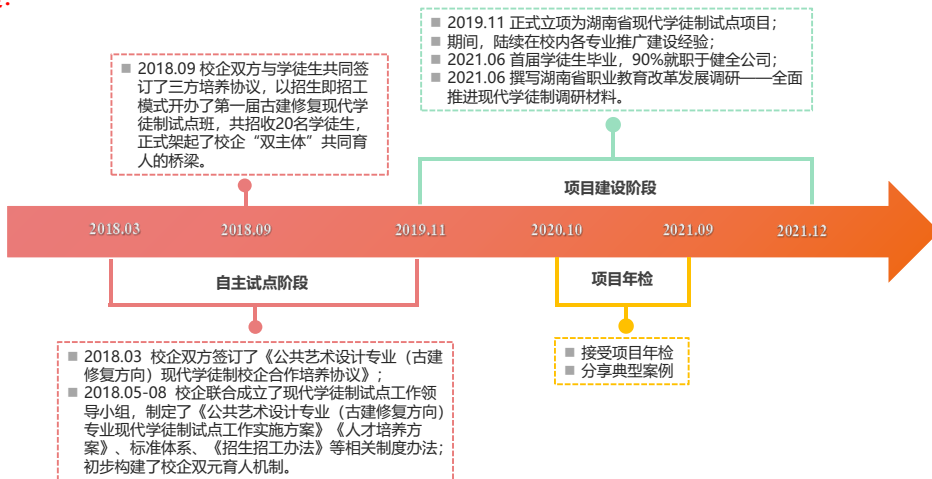 2019.11 正式立项为湖南省现代学徒制试点项目；
期间，陆续在校内各专业推广建设经验；
2021.06 首届学徒生毕业，90%就职于健全公司；
2021.06 撰写湖南省职业教育改革发展调研——全面
推进现代学徒制调研材料。
2018.09 校企双方与学徒生共同签
订了三方培养协议，以招生即招工
模式开办了第一届古建修复现代学
徒制试点班，共招收20名学徒生，
正式架起了校企“双主体”共同育
人的桥梁。
项目建设阶段
2018.03
2018.09
2019.11
2020.10
2021.09
2021.12
自主试点阶段
项目年检
2018.03 校企双方签订了《公共艺术设计专业（古建
修复方向）现代学徒制校企合作培养协议》；
2018.05-08 校企联合成立了现代学徒制试点工作领
导小组，制定了《公共艺术设计专业（古建修复方向）
专业现代学徒制试点工作实施方案》《人才培养方
案》、标准体系、《招生招工办法》等相关制度办法；
初步构建了校企双元育人机制。
接受项目年检
分享典型案例